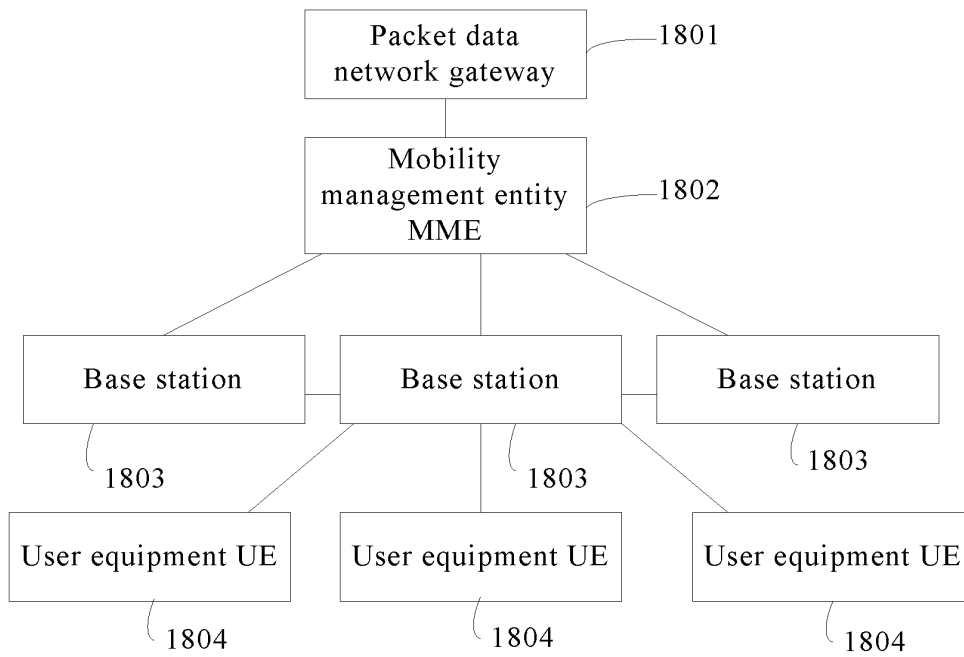 Packet data
network gateway
1801
Mobility
management entity
MME
1802
Base station
Base station
Base station
1803
1803
1803
User equipment UE
User equipment UE
User equipment UE
1804
1804
1804